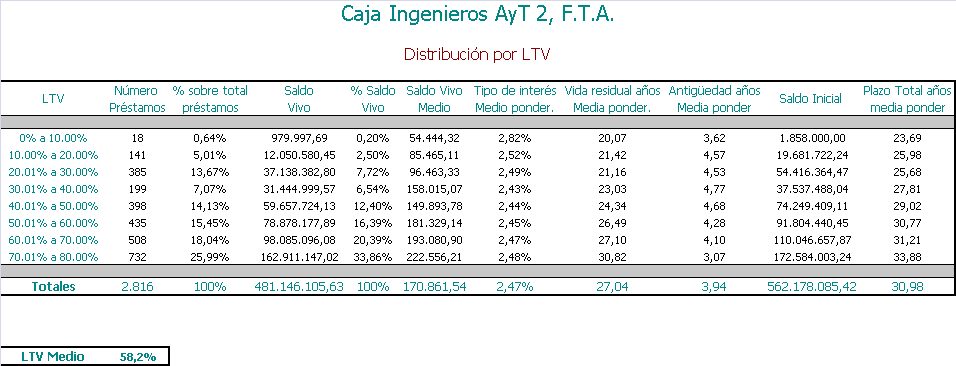 Caja Ingenieros AyT 2, F.T.A.
Distribución por LTV
LTV Número Préstamos % sobre total préstamos Saldo Vivo % Saldo Vivo Saldo Vivo Medio Tipo de interés Medio ponder. Vida residual años Media ponder. Antigüedad años Media ponder Saldo Inicial Plazo Total años media ponder
0% a 10.00% 18 0,64% 979.997,69 0,20% 54.444,32 2,82% 20,07 3,62 1.858.000,00 23,69
10.00% a 20.00% 141 5,01% 12.050.580,45 2,50% 85.465,11 2,52% 21,42 4,57 19.681.722,24 25,98
20.01% a 30.00% 385 13,67% 37.138.382,80 7,72% 96.463,33 2,49% 21,16 4,53 54.416.364,47 25,68
30.01% a 40.00% 199 7,07% 31.444.999,57 6,54% 158.015,07 2,43% 23,03 4,77 37.537.488,04 27,81
40.01% a 50.00% 398 14,13% 59.657.724,13 12,40% 149.893,78 2,44% 24,34 4,68 74.249.409,11 29,02
50.01% a 60.00% 435 15,45% 78.878.177,89 16,39% 181.329,14 2,45% 26,49 4,28 91.804.440,45 30,77
60.01% a 70.00% 508 18,04% 98.085.096,08 20,39% 193.080,90 2,47% 27,10 4,10 110.046.657,87 31,21
70.01% a 80.00% 732 25,99% 162.911.147,02 33,86% 222.556,21 2,48% 30,82 3,07 172.584.003,24 33,88
Totales 2.816 100% 481.146.105,63 100% 170.861,54 2,47% 27,04 3,94 562.178.085,42 30,98
LTV Medio 58,2%